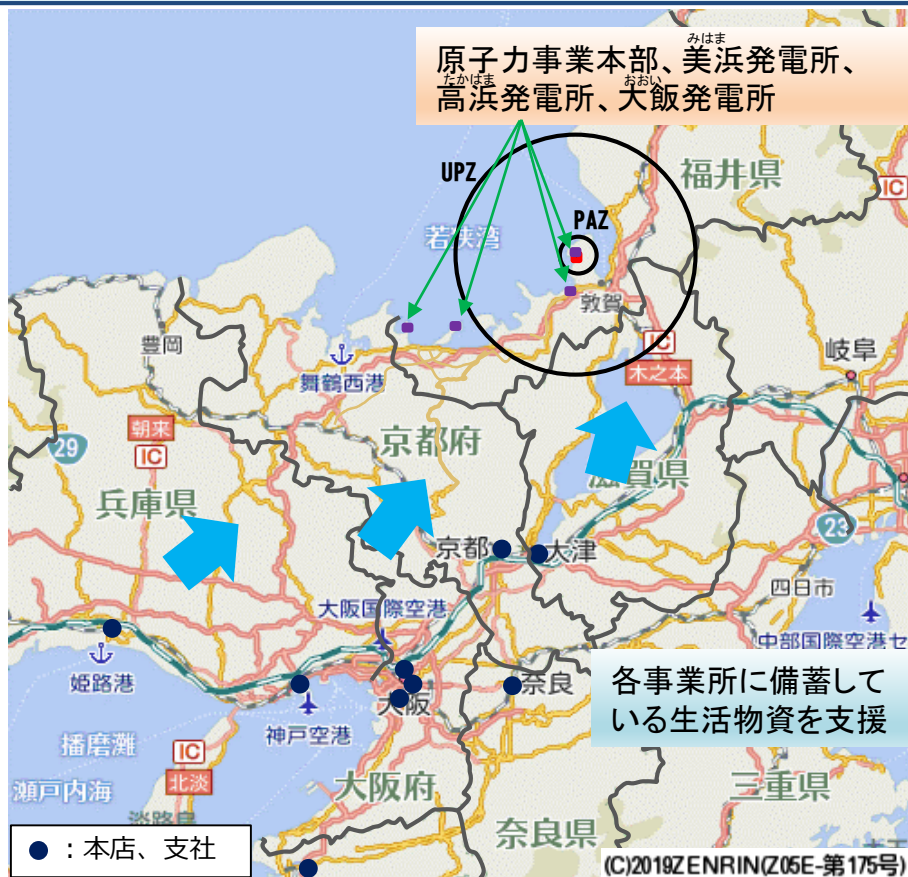 みはま
原子力事業本部、美浜発電所、
たかはま おおい
高浜発電所、大飯発電所
UPZ
福井県
IC
PAZ
若狭湾
敦賀
豊岡
IC
木之本
岐阜
舞鶴西港
朝来
IC
29
京都府
滋賀県
兵庫県
23
京都
大津
四日市
大阪国際空港
中部国際空港セ
姫路港
奈良
大阪
各事業所に備蓄して
いる生活物資を支援
神戸空港
播磨灘
IC
北淡
瀬戸内海
大阪府
三重県
淡路島
奈良県
●：本店、支社
(C)2019ZENRIN(Z05E-第175号)